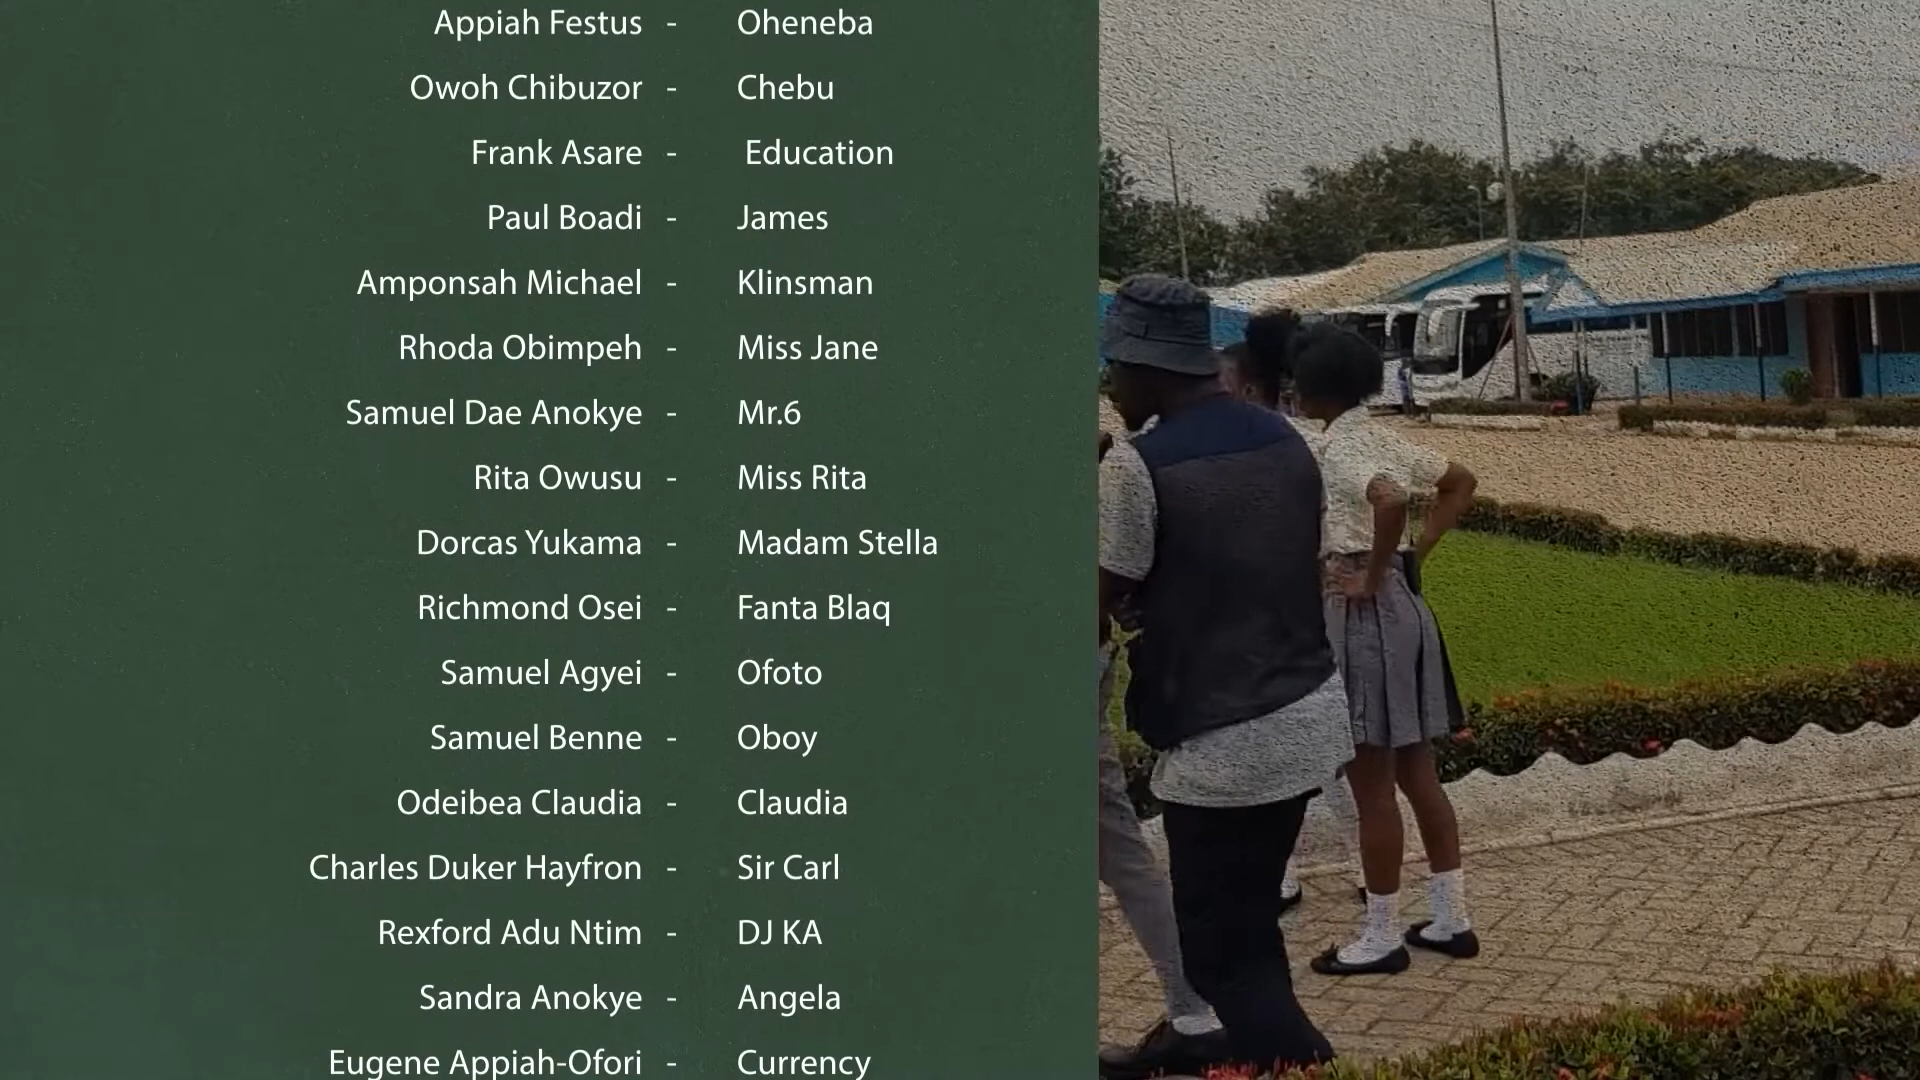 Appiah Festus - Oheneba
Owoh Chibuzor - Chebu
Frank Asare - Education
Paul Boadi - James
Amponsah Michael - Klinsman
Rhoda Obimpeh - Miss Jane
Samuel Dae Anokye - Mr.6
Rita Owusu - Miss Rita
Dorcas Yukama - Madam Stella
Richmond Osei - Fanta Blaq
Samuel Agyei - Ofoto
Samuel Benne - Oboy
Odeibea Claudia - Claudia
Charles Duker Hayfron - Sir Carl
Rexford Adu Ntim - DJ KA
Sandra Anokye - Angela
Eugene Appiah-Ofori - Currency